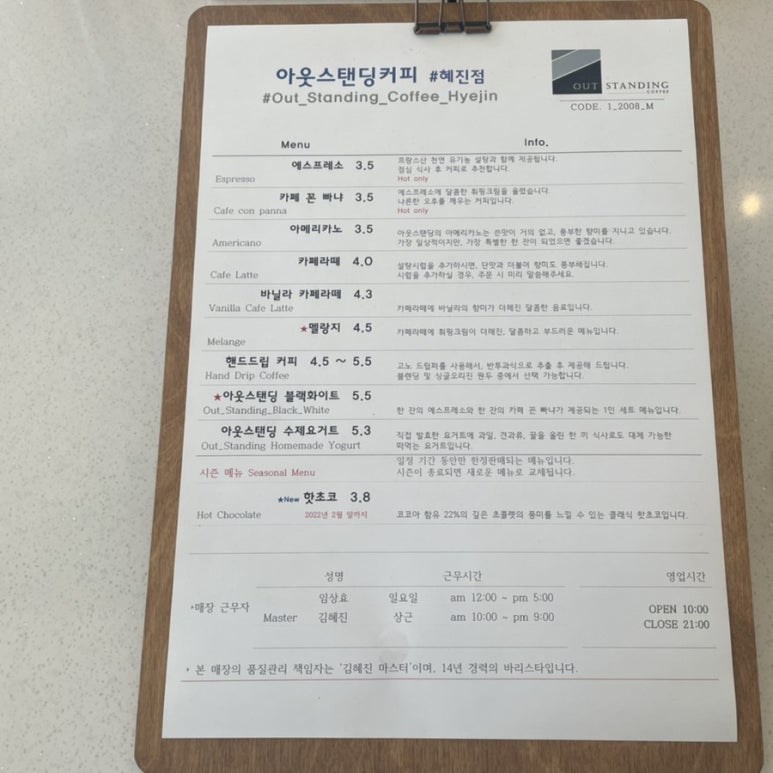 아웃스탠딩커피 #혜진점
#Out_Standing_Coffee_Hyejin
OUT STANDING
COFFEE
CODE. 1_2008_M
Menu
Info.
에스프레소 3.5
Espresso
프랑스산 천연 유기농 설탕과 함께 제공됩니다.
점심 식사 후 커피로 추천합니다.
Hot only
카페 꼰 빠냐 3.5
Cafe con panna
에스프레소에 달콤한 휘핑크림을 올렸습니다.
나른한 오후를 깨우는 커피입니다.
Hot only
아메리카노 3.5
Americano
아웃스탠딩의 아메리카노는 쓴맛이 거의 없고, 풍부한 향미를 지니고 있습니다.
가장 일상적이지만, 가장 특별한 한 잔이 되었으면 좋겠습니다.
카페라떼 4.0
Cafe Latte
설탕시럽을 추가하시면, 단맛과 더불어 향미도 풍부해집니다.
시럽을 추가하실 경우, 주문 시 미리 말씀해주세요.
바닐라 카페라떼 4.3
Vanilla Cafe Latte
카페라떼에 바닐라의 향미가 더해진 달콤한 음료입니다.
★멜랑지 4.5
Melange
카페라떼에 휘핑크림이 더해진, 달콤하고 부드러운 메뉴입니다.
핸드드립 커피 4.5 ~ 5.5
Hand Drip Coffee
고노 드립퍼를 사용해서, 반투과식으로 추출 후 제공해 드립니다.
블렌딩 및 싱글오리진 원두 중에서 선택 가능합니다.
★아웃스탠딩 블랙화이트 5.5
Out_Standing_Black_White
한 잔의 에스프레소와 한 잔의 카페 꼰 빠냐가 제공되는 1인 세트 메뉴입니다.
아웃스탠딩 수제요거트 5.3
Out_Standing Homemade Yogurt
직접 발효한 요거트에 과일, 견과류, 꿀을 올린 한 끼 식사로도 대체 가능한
떠먹는 요거트입니다.
시즌 메뉴 Seasonal Menu
일정 기간 동안만 한정판매되는 메뉴입니다.
시즌이 종료되면 새로운 메뉴로 교체됩니다.
★New 핫초코 3.8
Hot Chocolate
2022년 2월 말까지
코코아 함유 22%의 깊은 초콜렛의 풍미를 느낄 수 있는 클래식 핫초코입니다.
성명 근무시간 영업시간
▸매장 근무자
임상효 일요일 am 12:00 ~ pm 5:00
Master 김혜진 상근 am 10:00 ~ pm 9:00
OPEN 10:00
CLOSE 21:00
▸ 본 매장의 품질관리 책임자는 '김혜진 마스터'이며, 14년 경력의 바리스타입니다.